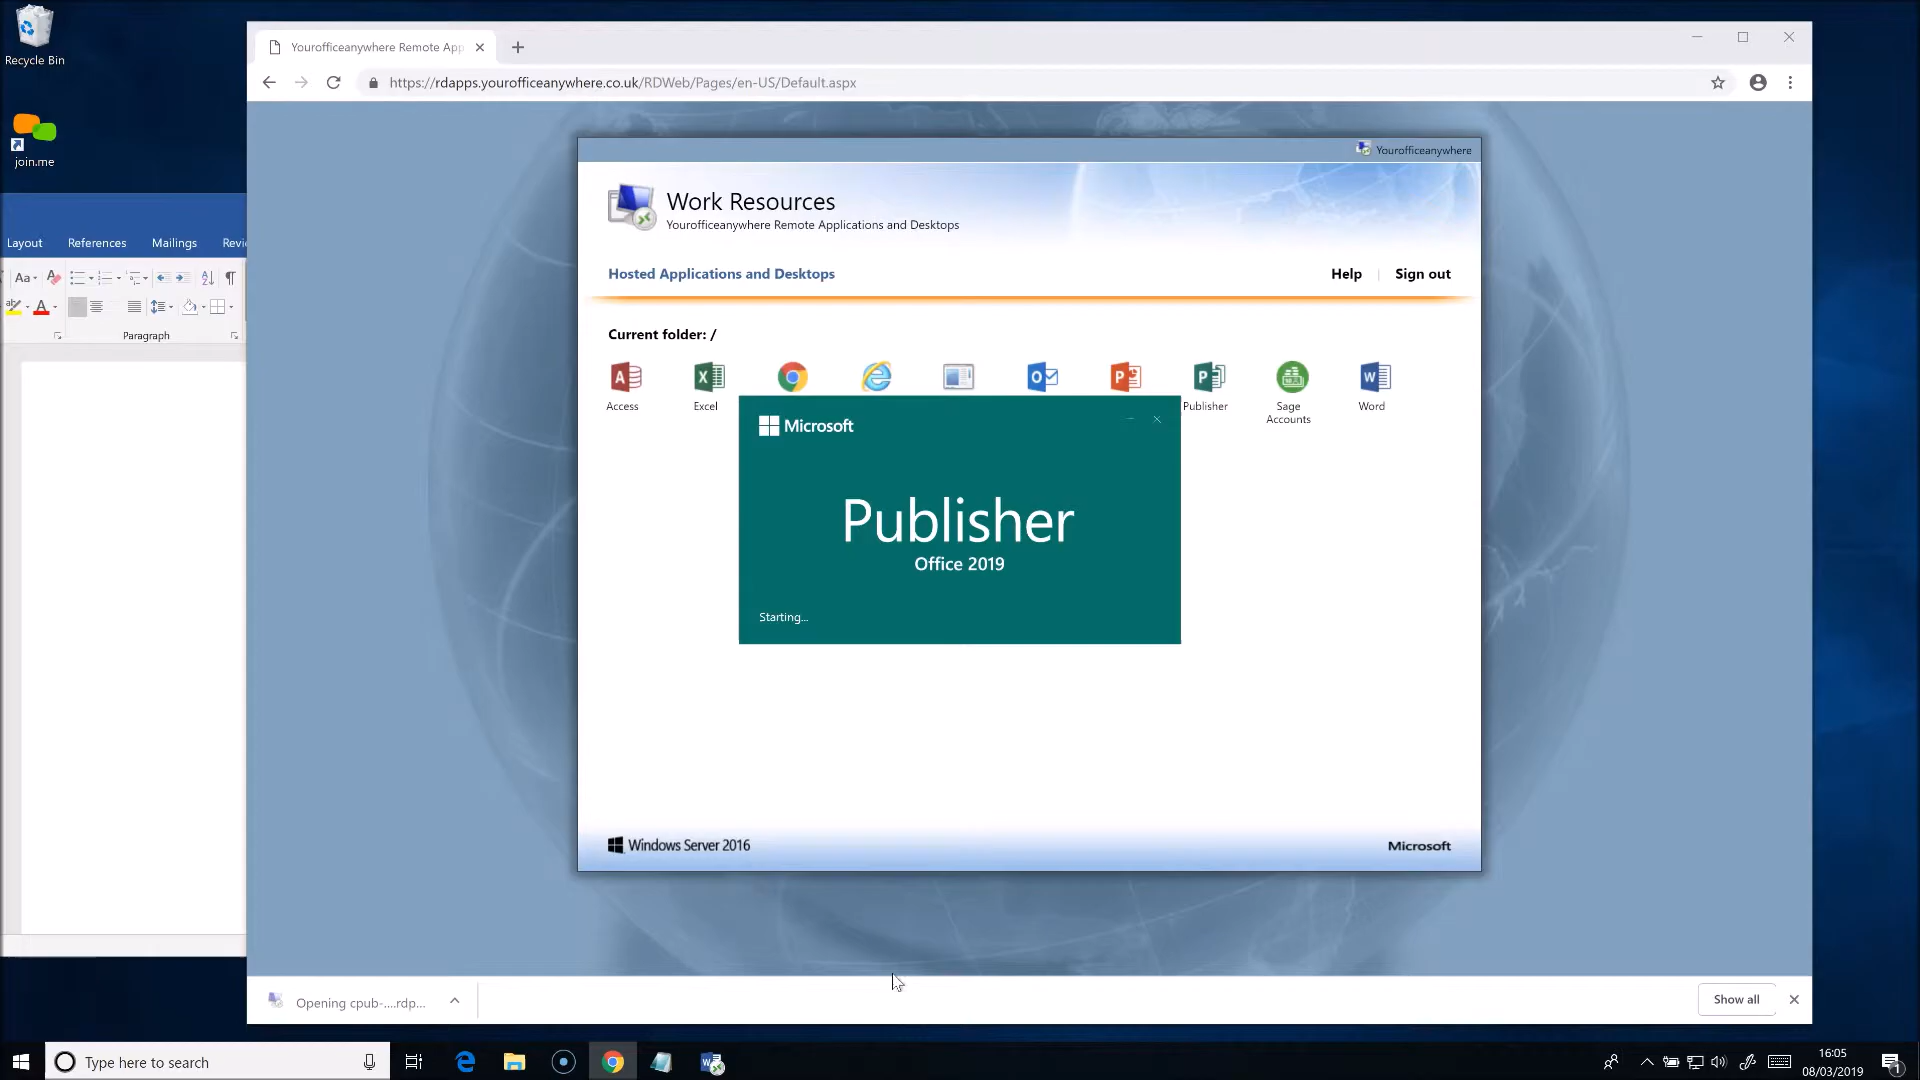 Recycle Bin
join.me
Layout References Mailings Revi
Aa
A
Paragraph
Yourofficeanywhere Remote App
https://rdapps.yourofficeanywhere.co.uk/RDWeb/Pages/en-US/Default.aspx
Yourofficeanywhere
Work Resources
Yourofficeanywhere Remote Applications and Desktops
Hosted Applications and Desktops
Help | Sign out
Current folder: /
Access
Excel
Publisher
Sage
Accounts
Word
Microsoft
Publisher
Office 2019
Starting...
Windows Server 2016
Microsoft
Opening cpub-....rdp...
Show all
Type here to search
16:05
08/03/2019
1